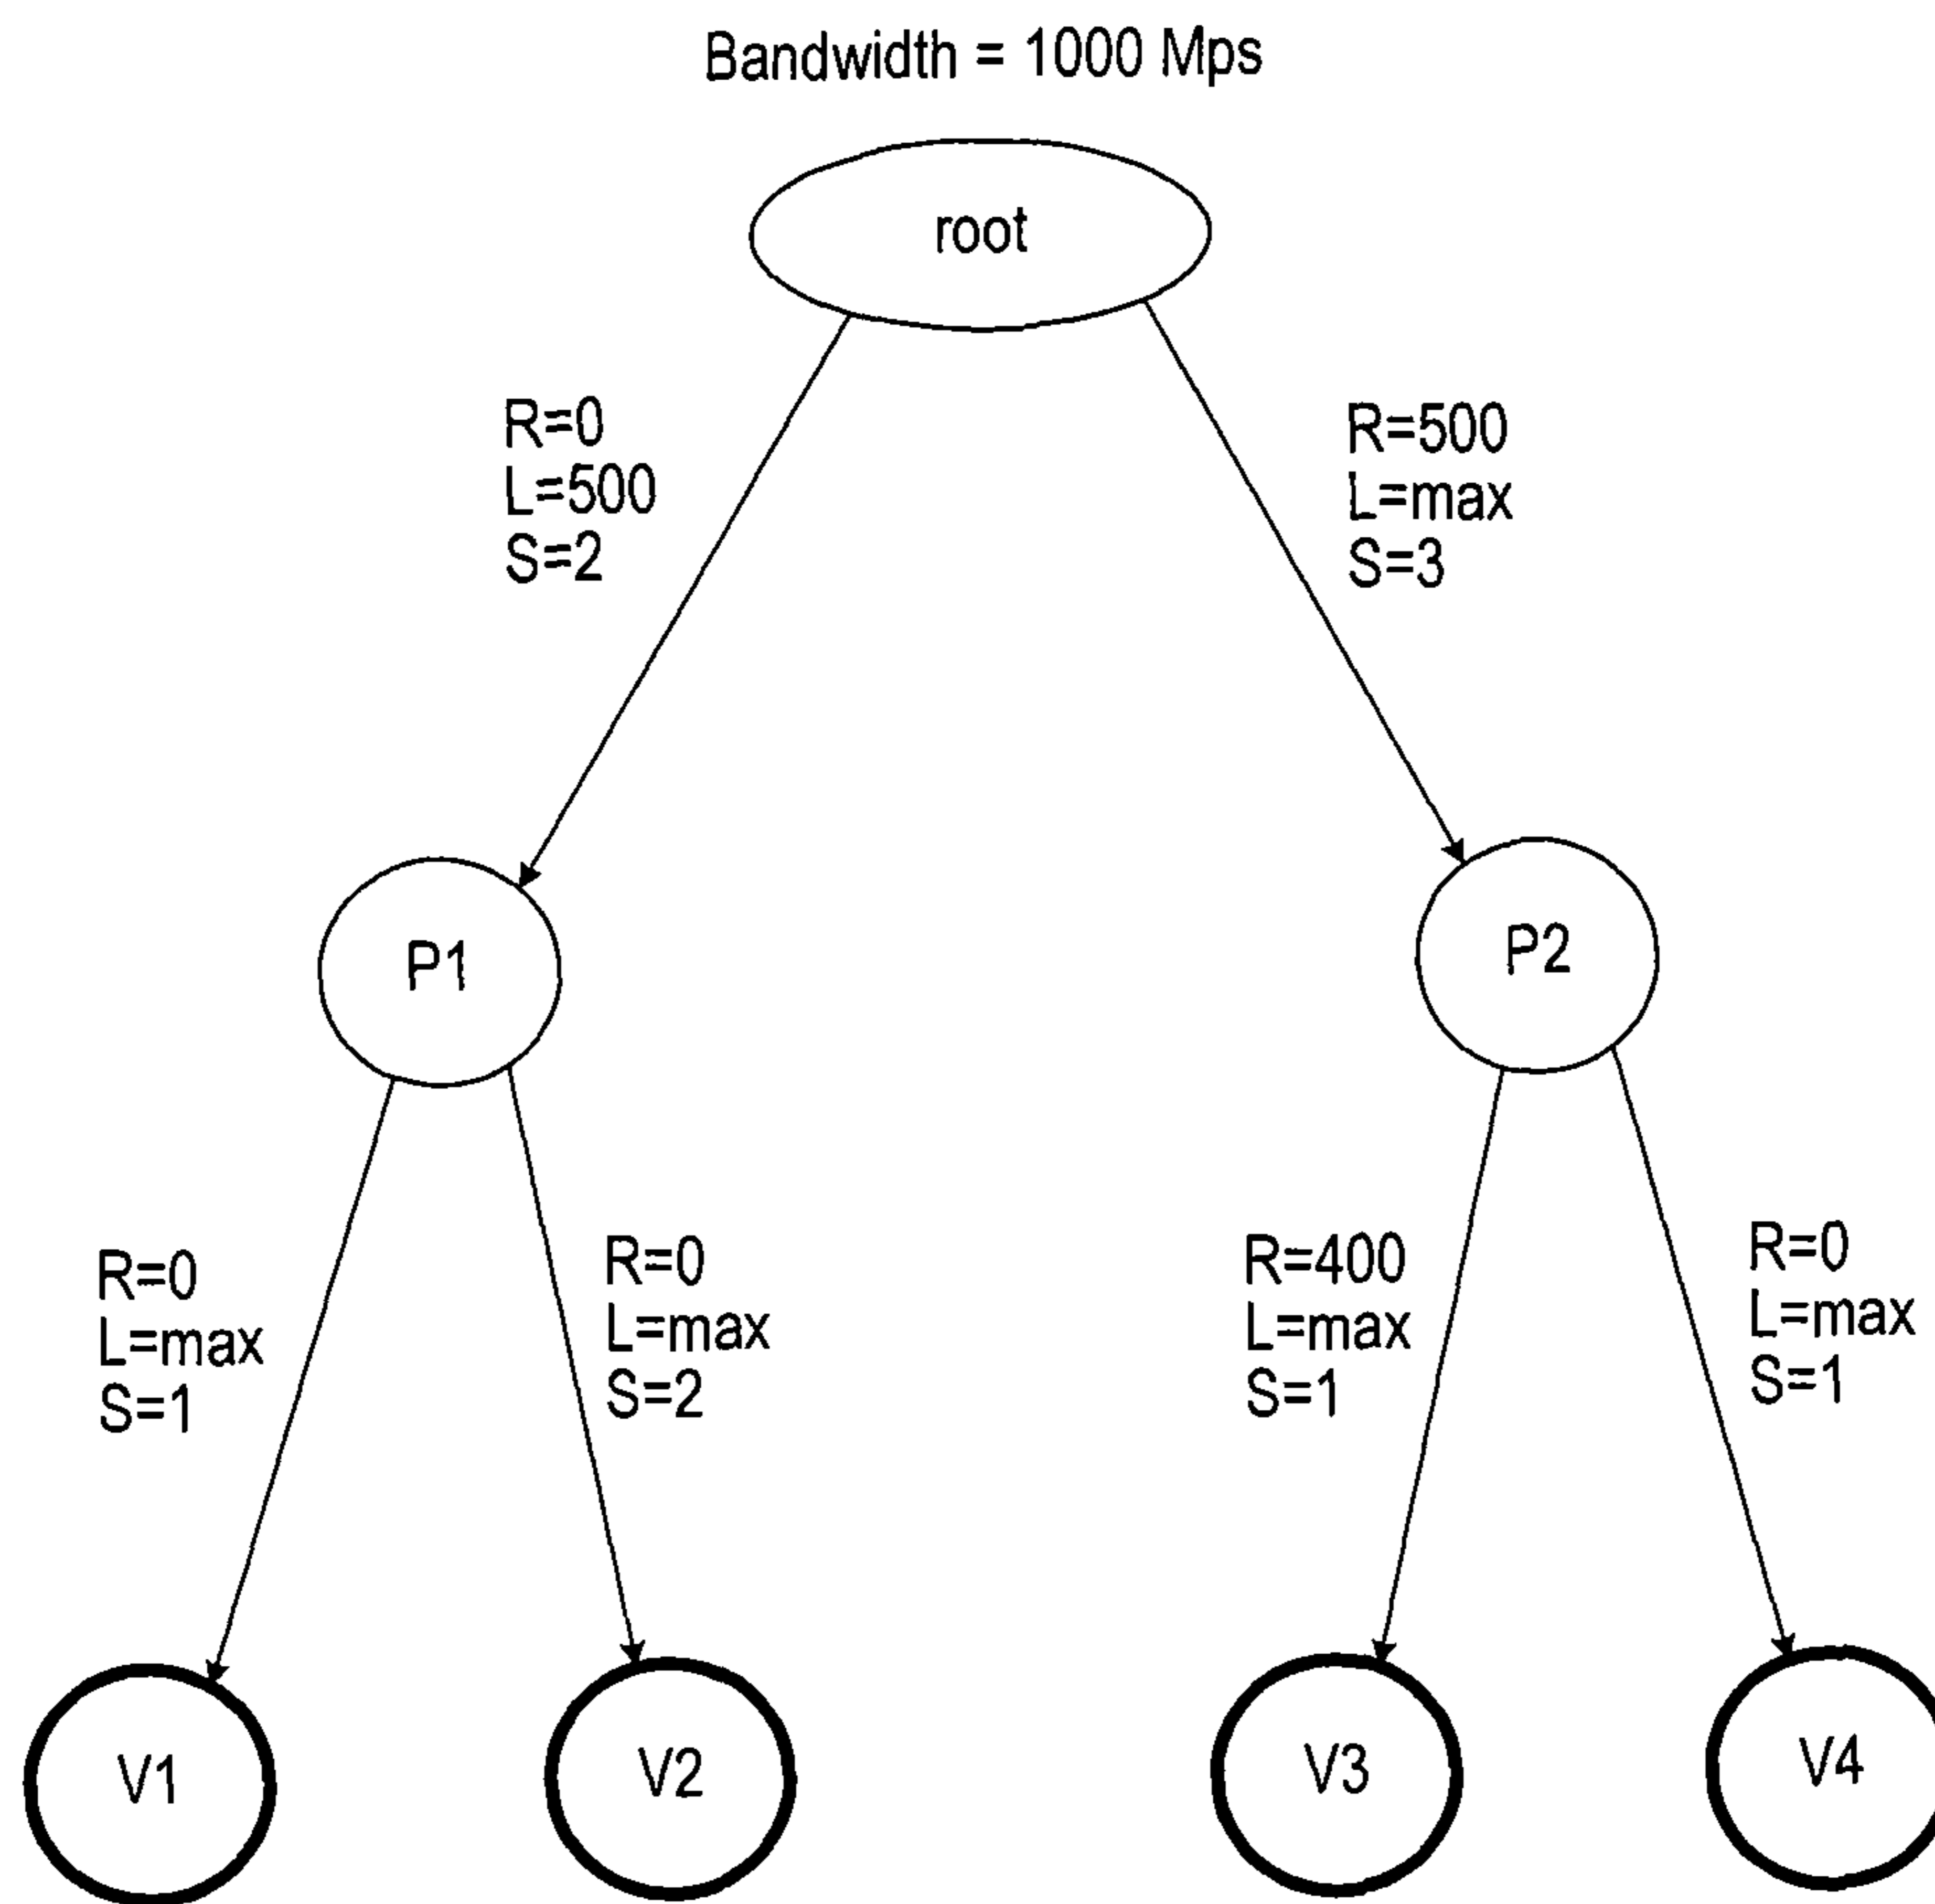 Bandwidth = 1000 Mps
root
R=0
L=500
S=2
R=500
L=max
S=3
P1
P2
R=0
L=max
S=1
R=0
L=max
S=2
R=400
L=max
S=1
R=0
L=max
S=1
V1
V2
V3
V4